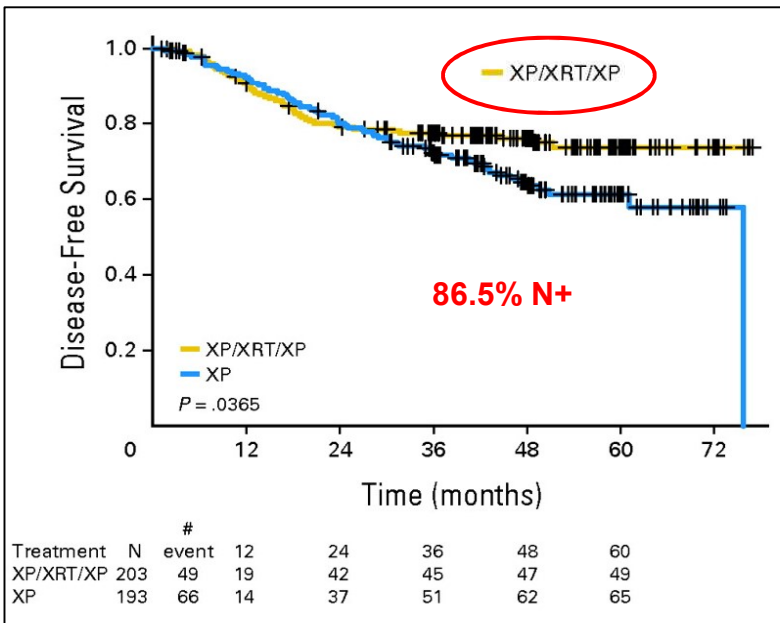 Disease-Free Survival
1.0
0.8
0.6
0.4
0.2
0
XP/XRT/XP
86.5% N+
XP/XRT/XP
XP
P = .0365
12 24 36 48 60 72
Time (months)
#
Treatment N event 12 24 36 48 60
XP/XRT/XP 203 49 19 42 45 47 49
XP 193 66 14 37 51 62 65